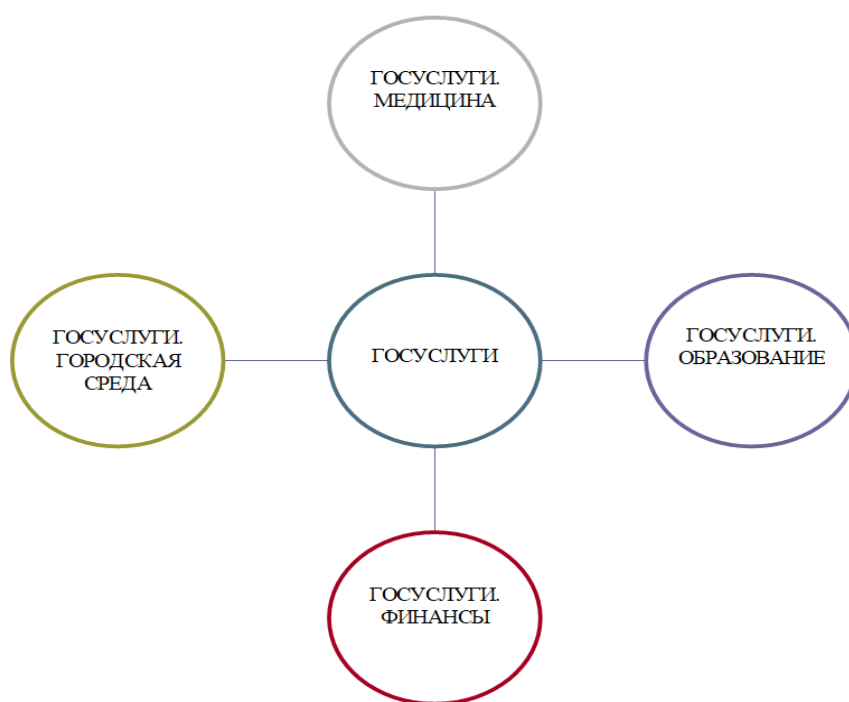 ГОСУСЛУГИ.
МЕДИЦИНА
ГОСУСЛУГИ.
ГОРОДСКАЯ
СРЕДА
ГОСУСЛУГИ
ГОСУСЛУГИ.
ОБРАЗОВАНИЕ
ГОСУСЛУГИ.
ФИНАНСЫ